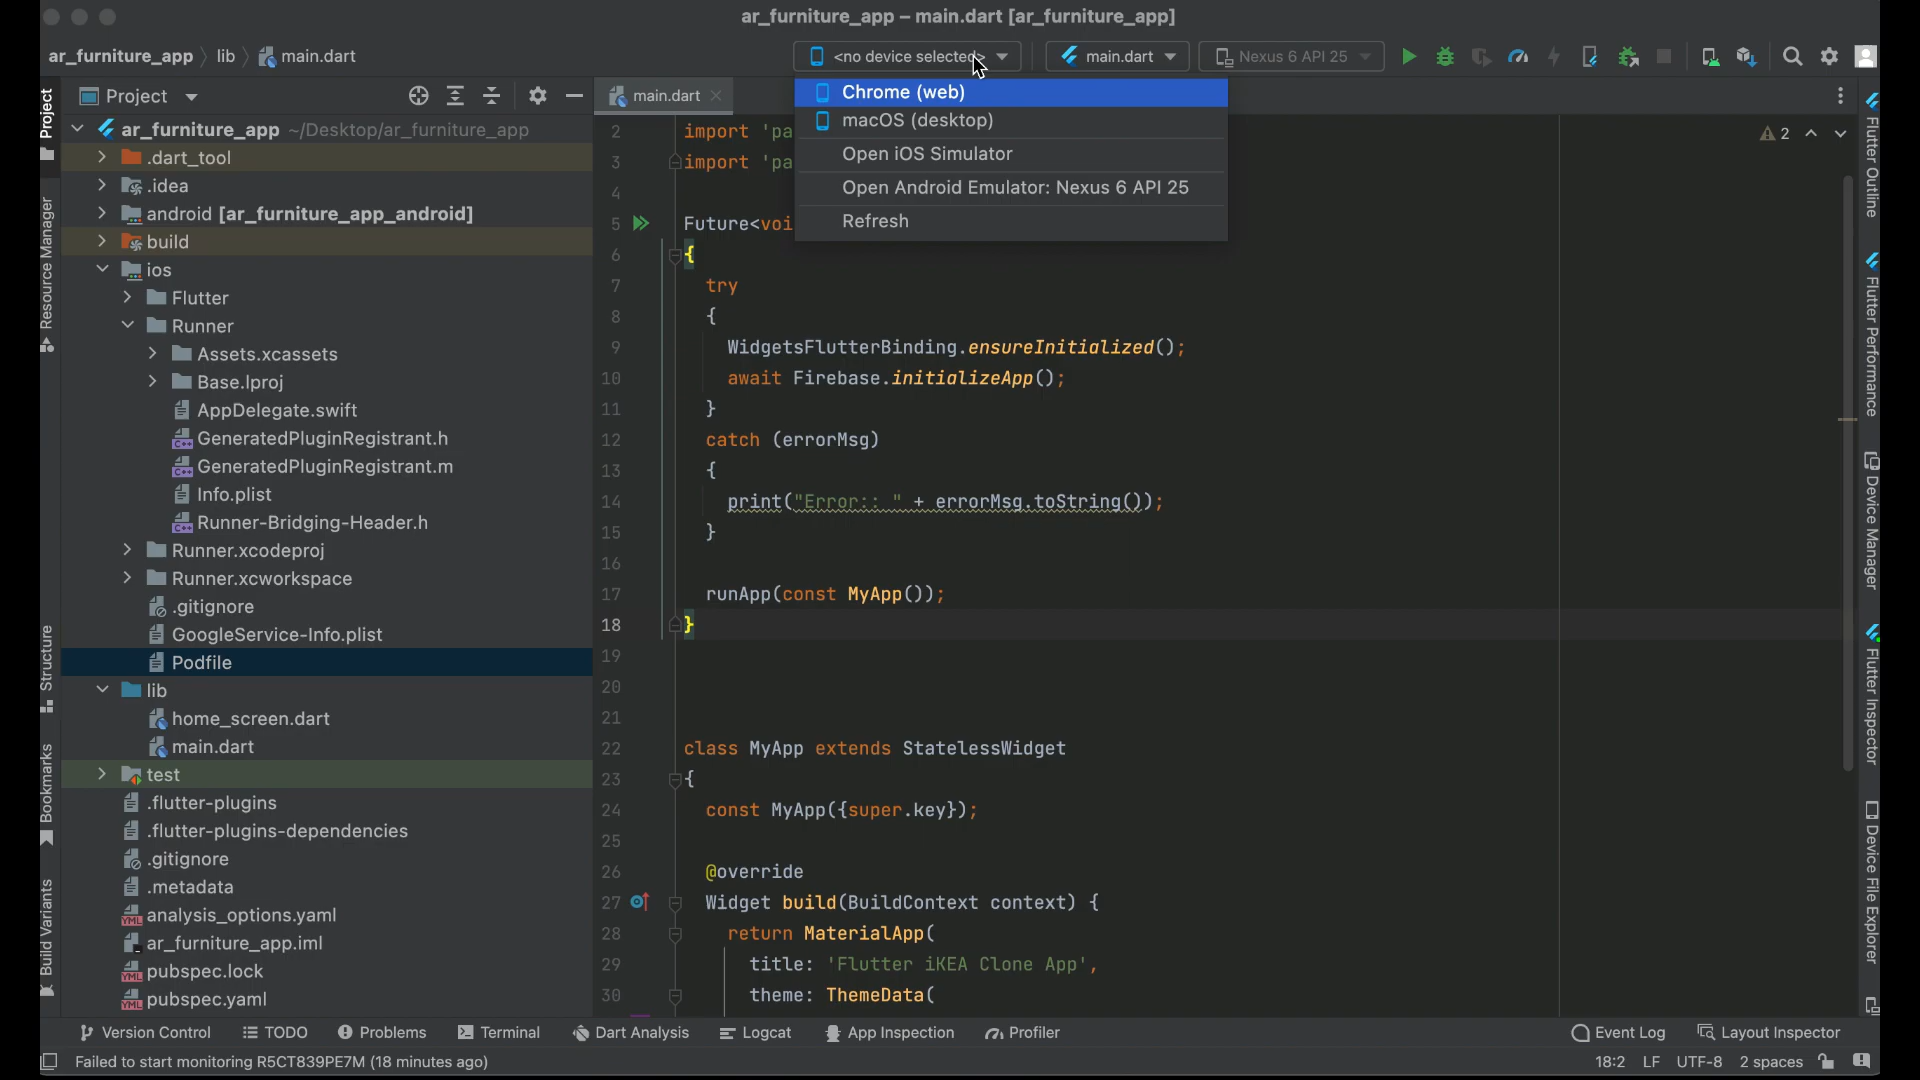 ar_furniture_app – main.dart [ar_furniture_app]
ar_furniture_app lib main.dart
<no device selected> main.dart Nexus 6 API 25
Project main.dart
Chrome (web)
macOS (desktop)
Open iOS Simulator
Open Android Emulator: Nexus 6 API 25
Refresh
Project
Resource Manager
Structure
Bookmarks
Build Variants
ar_furniture_app ~/Desktop/ar_furniture_app
.dart_tool
.idea
android [ar_furniture_app_android]
build
ios
Flutter
Runner
Assets.xcassets
Base.lproj
AppDelegate.swift
GeneratedPluginRegistrant.h
GeneratedPluginRegistrant.m
Info.plist
Runner-Bridging-Header.h
Runner.xcodeproj
Runner.xcworkspace
.gitignore
GoogleService-Info.plist
Podfile
lib
home_screen.dart
main.dart
test
.flutter-plugins
.flutter-plugins-dependencies
.gitignore
.metadata
analysis_options.yaml
ar_furniture_app.iml
pubspec.lock
pubspec.yaml
2 import 'pa
3 import 'pa
4
5 Future<voi
6 {
7 try
8 {
9 WidgetsFlutterBinding.ensureInitialized();
10 await Firebase.initializeApp();
11 }
12 catch (errorMsg)
13 {
14 print("Error:: " + errorMsg.toString());
15 }
16
17 runApp(const MyApp());
18 }
19
20
21
22 class MyApp extends StatelessWidget
23 {
24 const MyApp({super.key});
25
26 @override
27 Widget build(BuildContext context) {
28 return MaterialApp(
29 title: 'Flutter iKEA Clone App',
30 theme: ThemeData(
2
Flutter Outline
Flutter Performance
Device Manager
Flutter Inspector
Device File Explorer
Version Control TODO Problems Terminal Dart Analysis Logcat App Inspection Profiler Event Log Layout Inspector
Failed to start monitoring R5CT839PE7M (18 minutes ago) 18:2 LF UTF-8 2 spaces